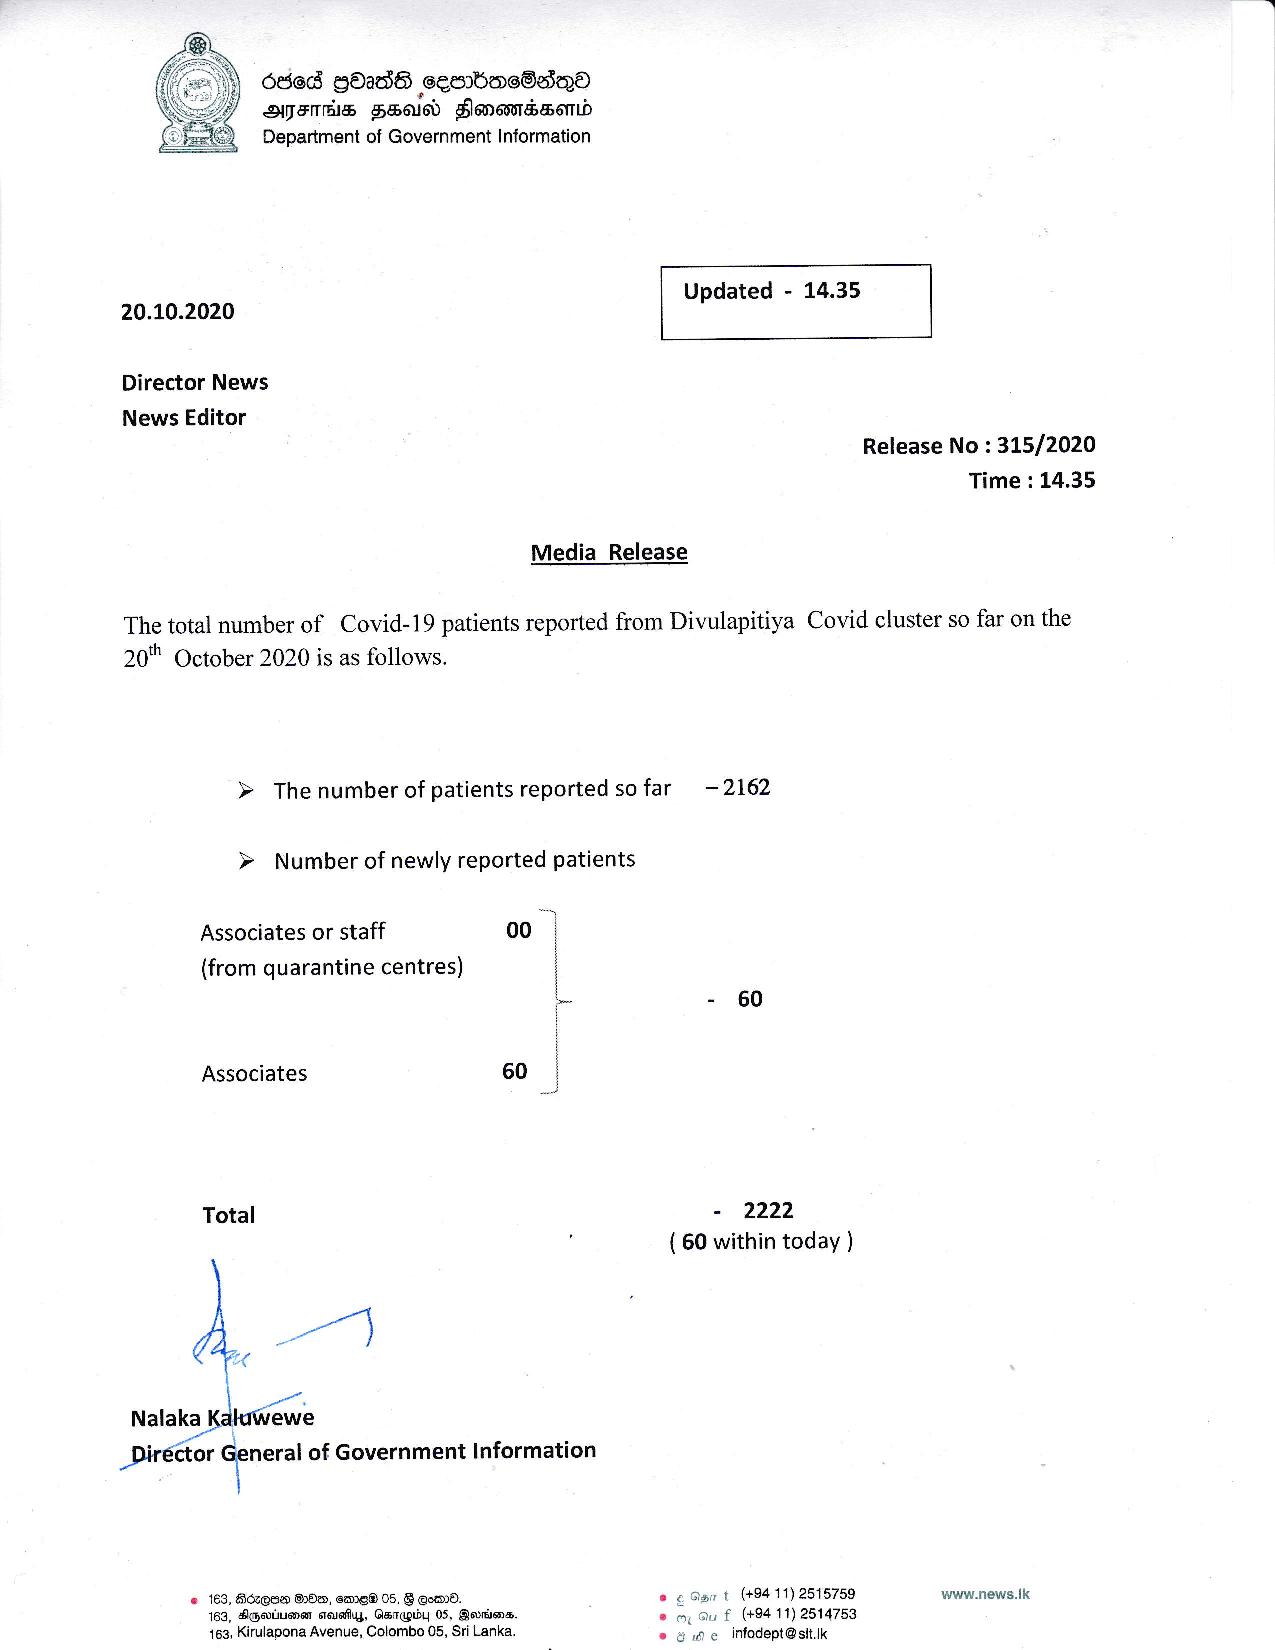 රජයේ ප්‍රවෘත්ති දෙපාර්තමේන්තුව
அரசாங்க தகவல் திணைக்களம்
Department of Government Information
Updated - 14.35
20.10.2020
Director News
News Editor
Release No : 315/2020
Time : 14.35
Media Release
The total number of Covid-19 patients reported from Divulapitiya Covid cluster so far on the
20th October 2020 is as follows.
➢ The number of patients reported so far – 2162
➢ Number of newly reported patients
Associates or staff 00
(from quarantine centres)
- 60
Associates 60
Total - 2222
( 60 within today )
Nalaka Kaluwewe
Director General of Government Information
163, කිරුලපන මාවත, කොළඹ 05, ශ්‍රී ලංකාව.
163, கிருலப்பனை எவனியூ, கொழும்பு 05, இலங்கை.
163, Kirulapona Avenue, Colombo 05, Sri Lanka.
දු தொ t (+94 11) 2515759
ෆැ பெ f (+94 11) 2514753
ඊ மி e infodept@slt.lk
www.news.lk